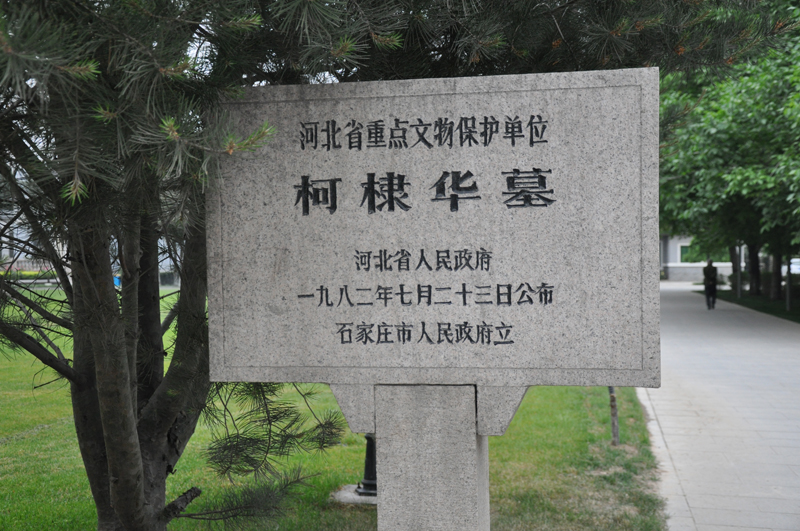 河北省重点文物保护单位
柯棣华墓
河北省人民政府
一九八二年七月二十三日公布
石家庄市人民政府立